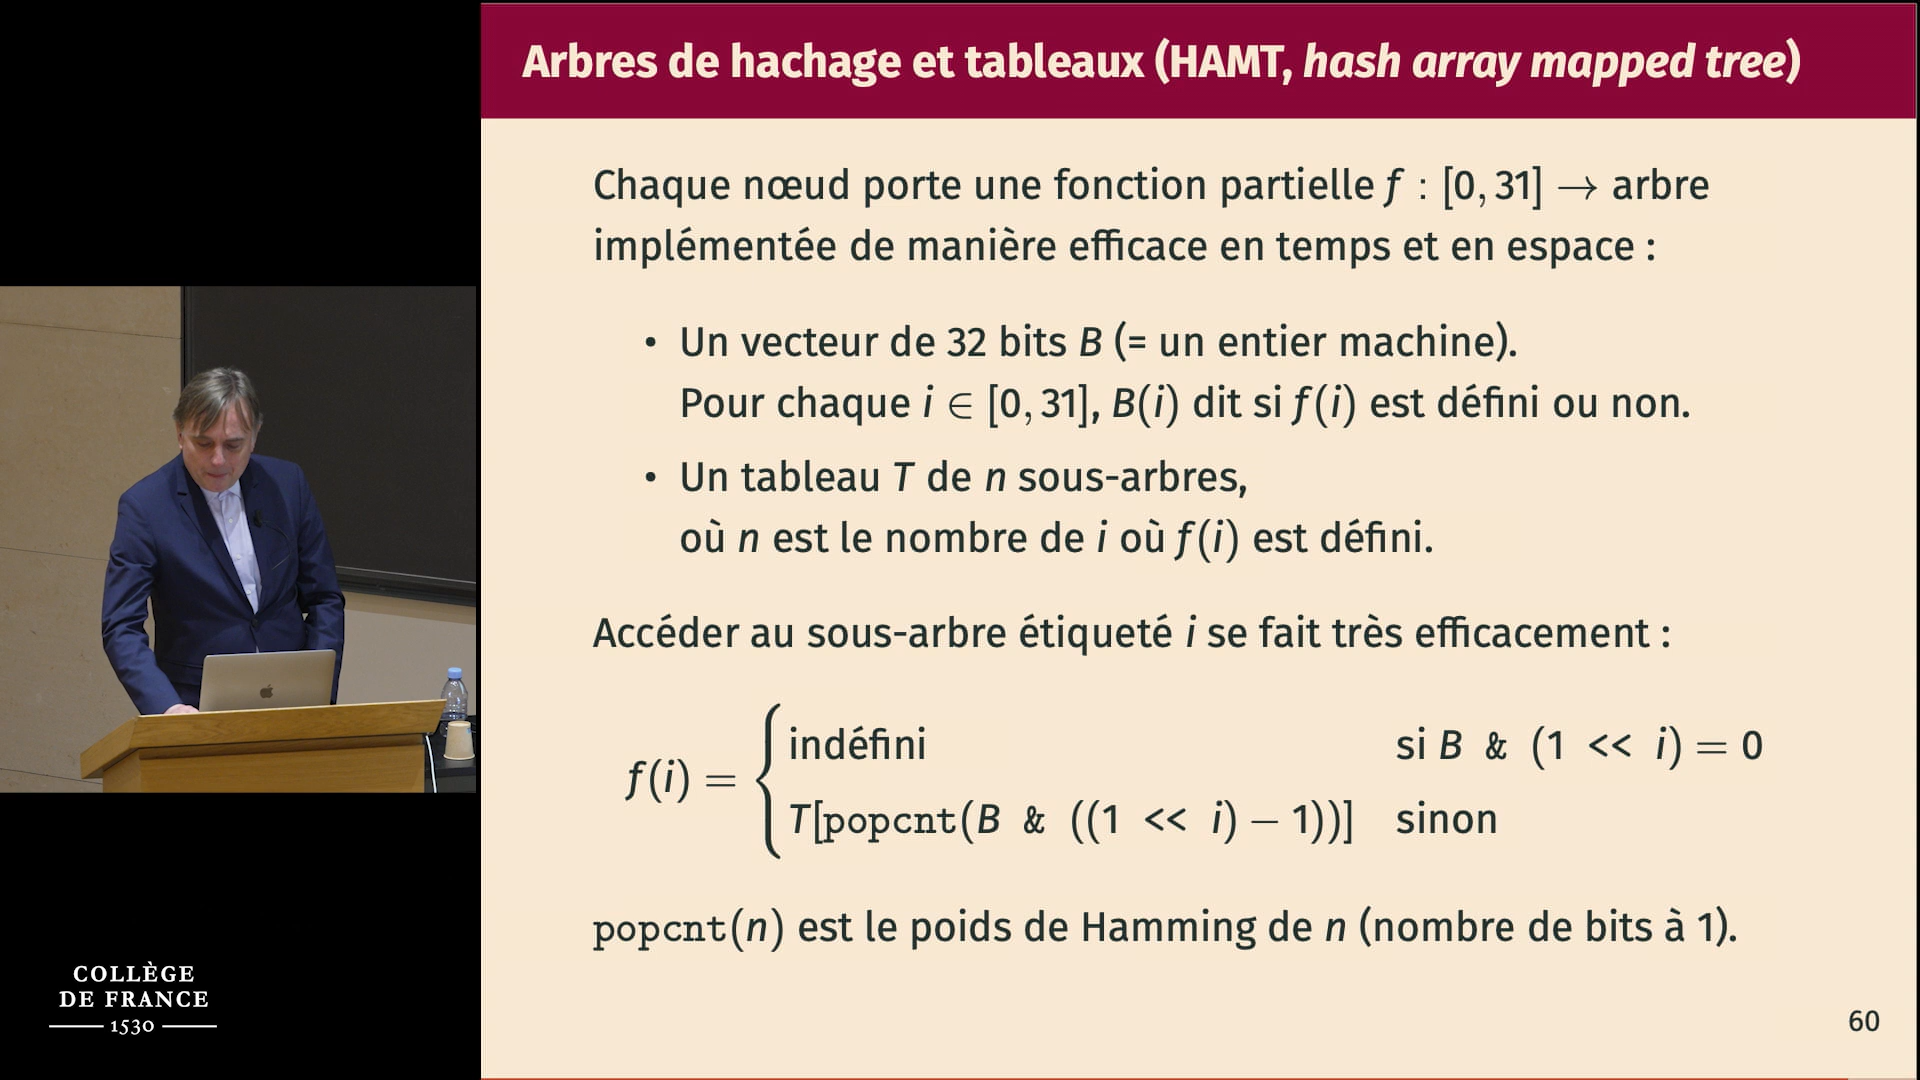 Arbres de hachage et tableaux (HAMT, hash array mapped tree)
Chaque nœud porte une fonction partielle f : [0, 31] → arbre
implémentée de manière efficace en temps et en espace :
• Un vecteur de 32 bits B (= un entier machine).
Pour chaque i ∈ [0, 31], B(i) dit si f(i) est défini ou non.
• Un tableau T de n sous-arbres,
où n est le nombre de i où f(i) est défini.
Accéder au sous-arbre étiqueté i se fait très efficacement :
f(i) = { indéfini si B & (1 << i) = 0
T[popcnt(B & ((1 << i) − 1))] sinon
popcnt(n) est le poids de Hamming de n (nombre de bits à 1).
60
COLLÈGE
DE FRANCE
1530